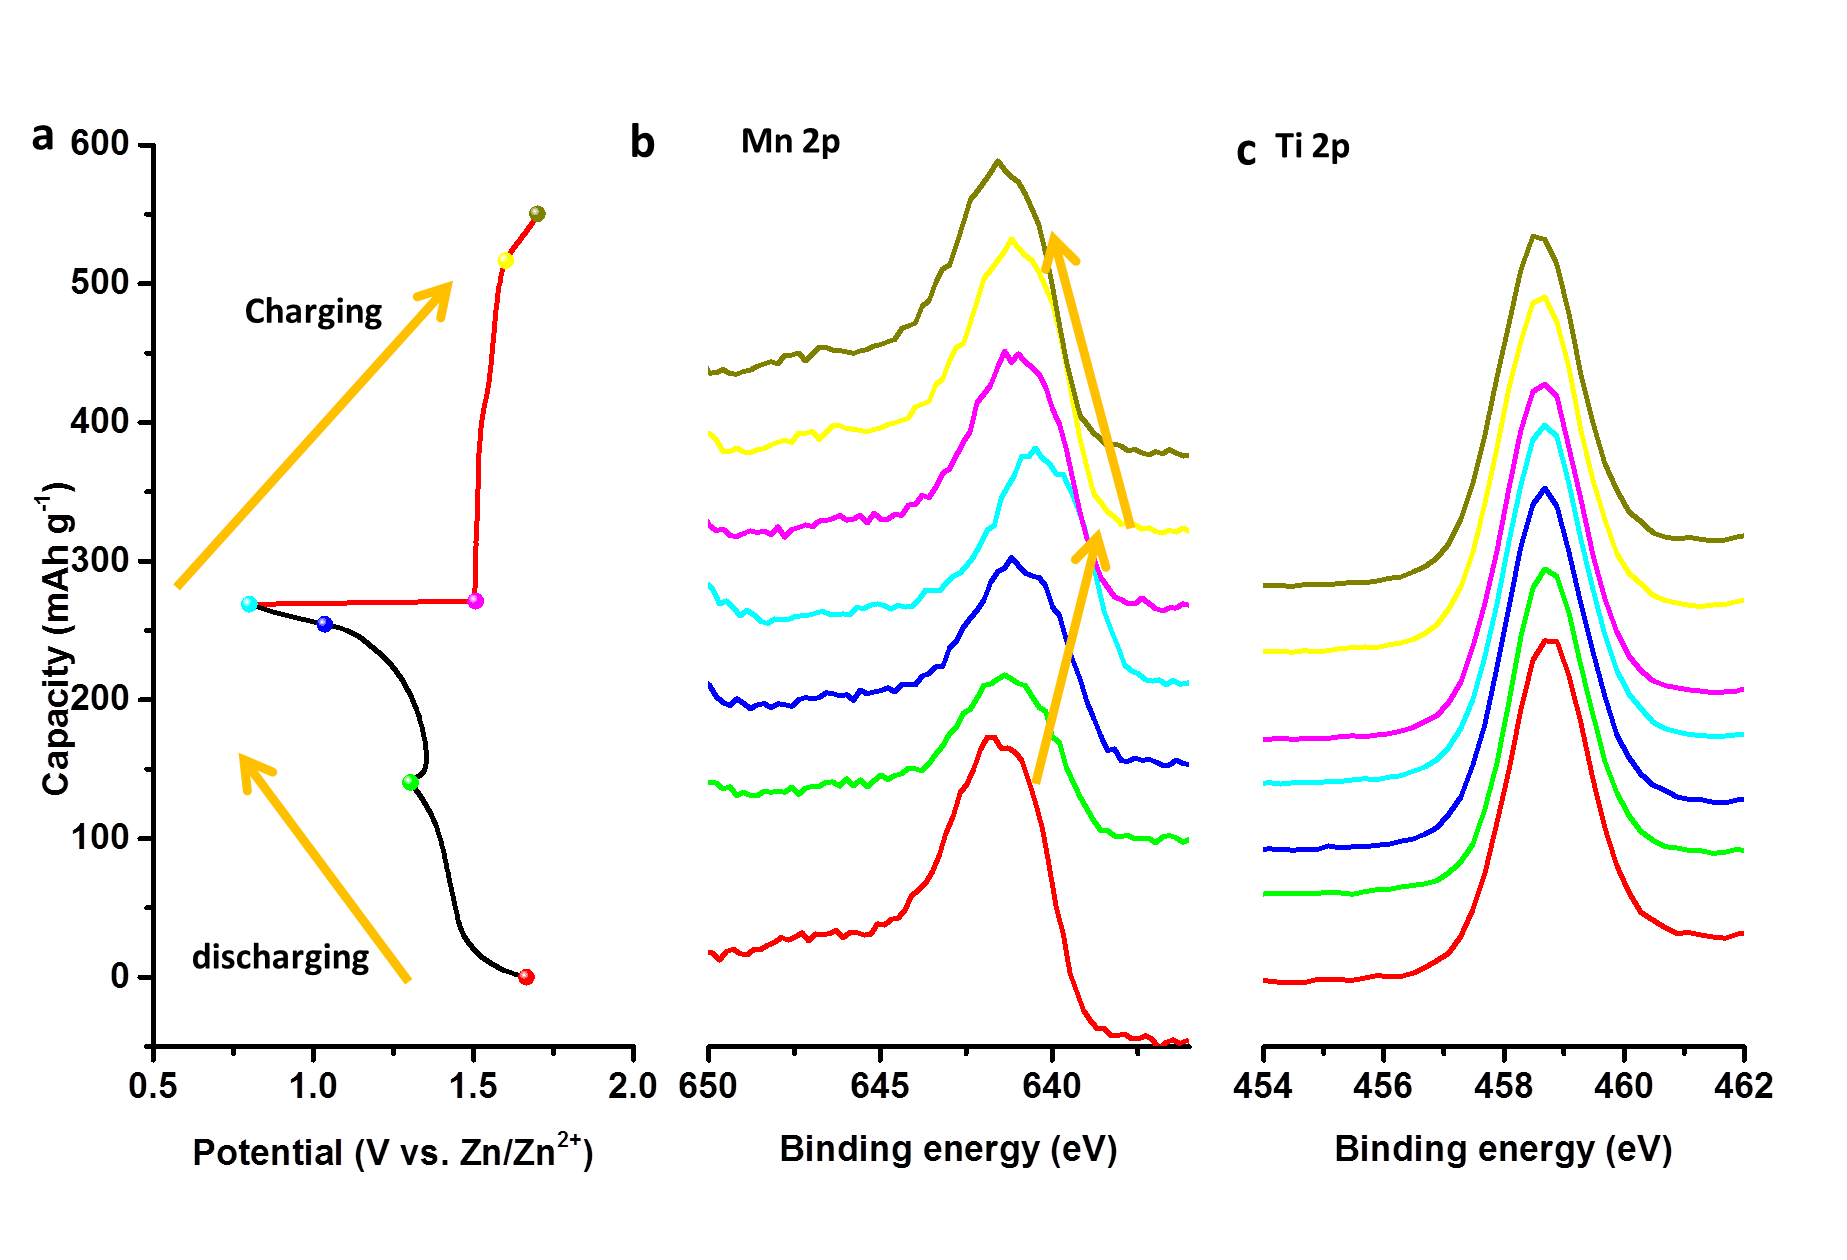 a
600
500
400
300
200
100
0
Capacity (mAh g-1)
Charging
discharging
0.5 1.0 1.5 2.0
Potential (V vs. Zn/Zn2+)
b Mn 2p
650 645 640
Binding energy (eV)
c Ti 2p
454 456 458 460 462
Binding energy (eV)